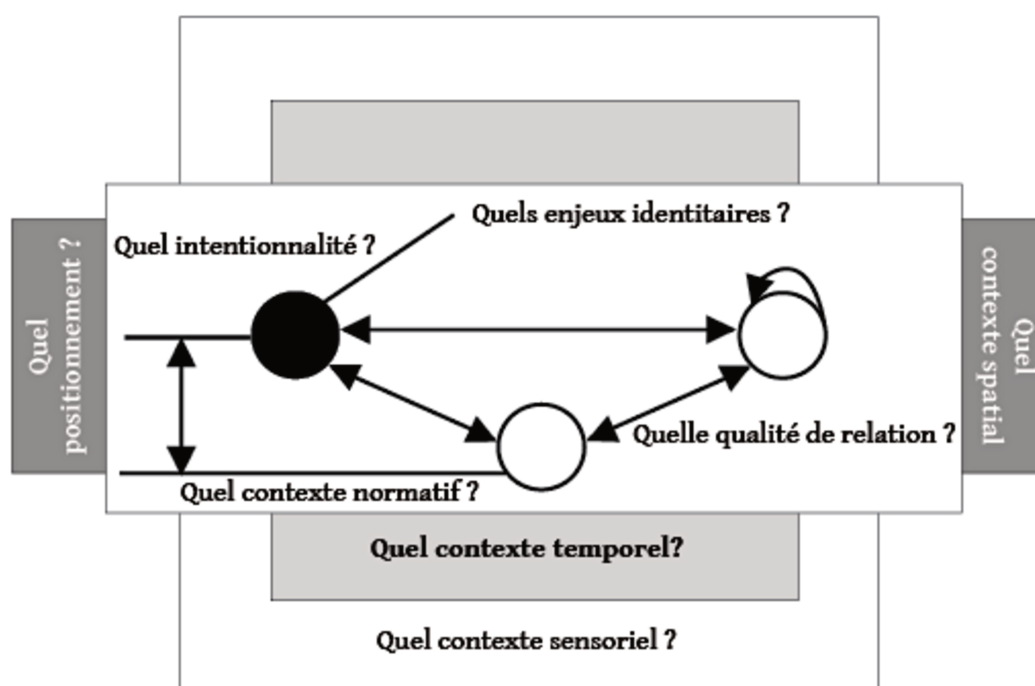 Quels enjeux identitaires ?
Quel intentionnalité ?
Quel
positionnement ?
Quel
contexte spatial
Quelle qualité de relation ?
Quel contexte normatif ?
Quel contexte temporel?
Quel contexte sensoriel ?